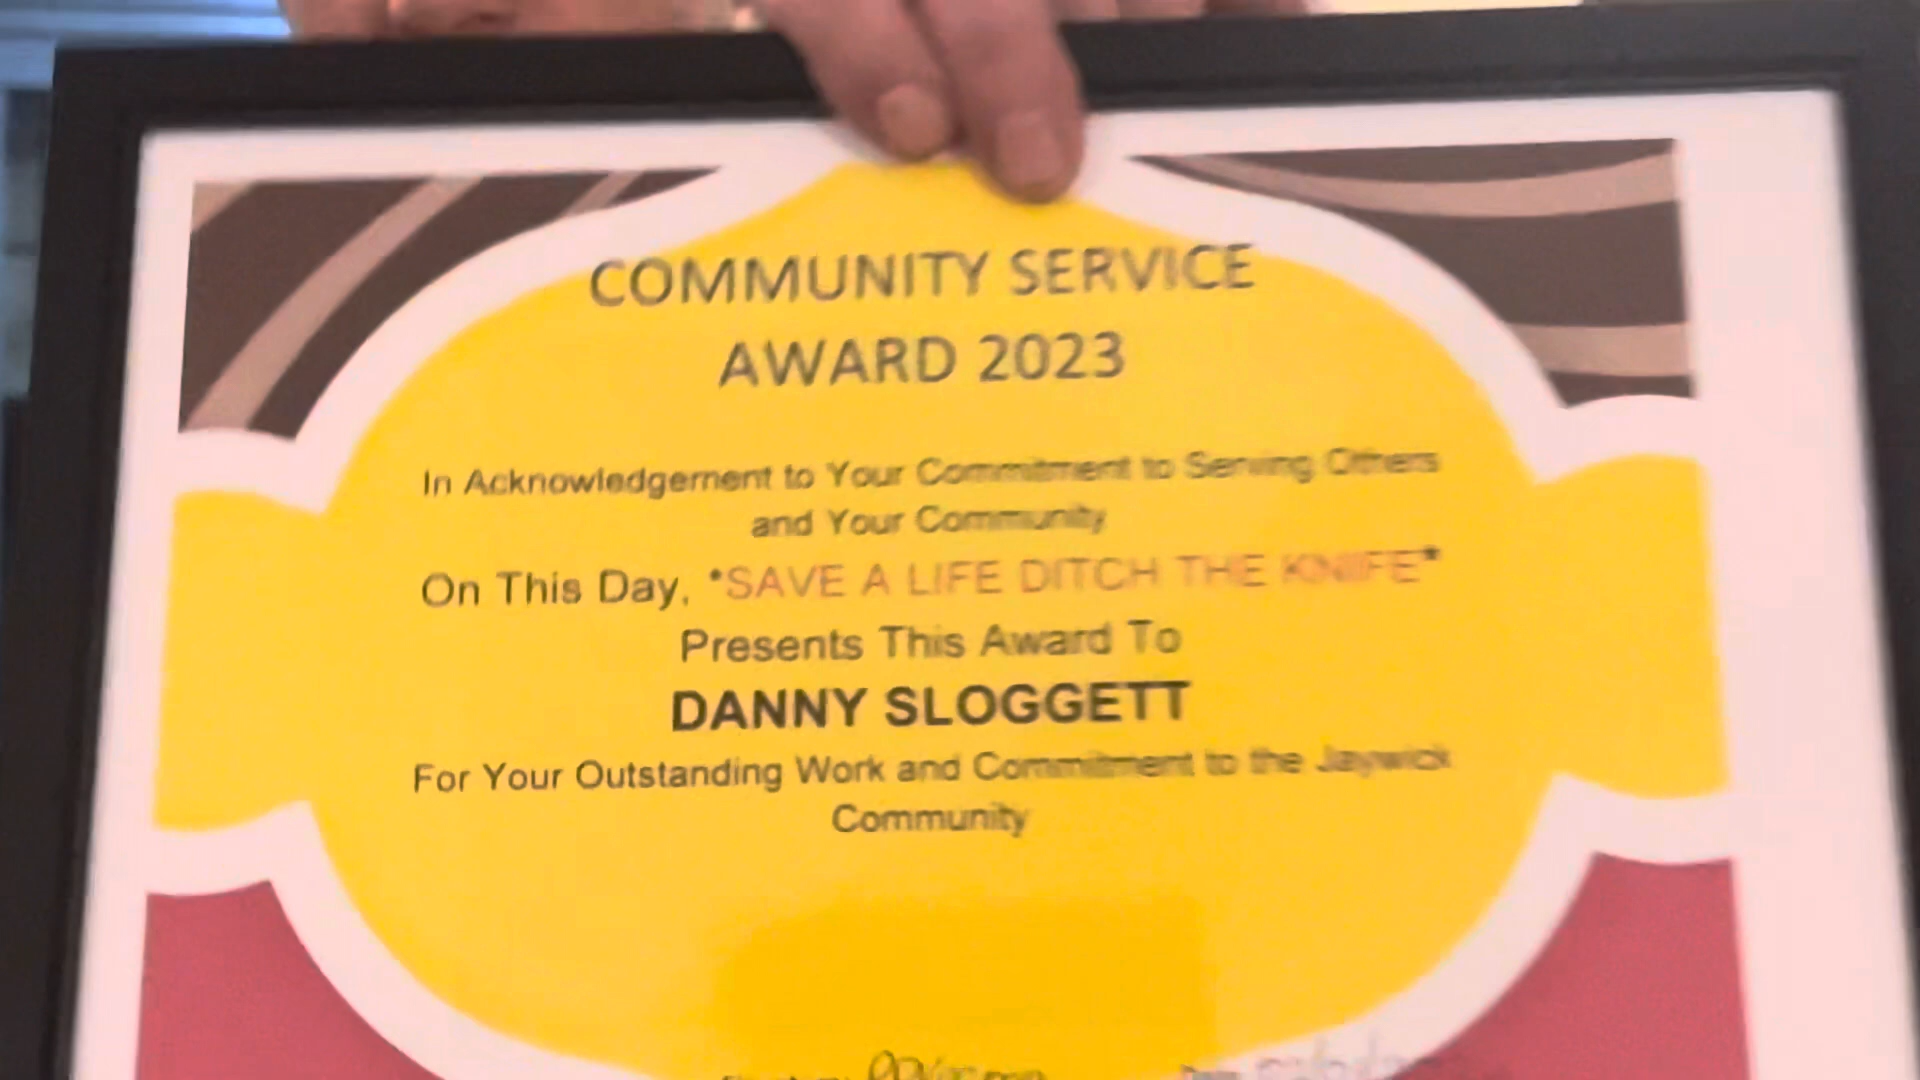 COMMUNITY SERVICE
AWARD 2023
In Acknowledgement to Your Commitment to Serving Others
and Your Community
On This Day, *SAVE A LIFE DITCH THE KNIFE*
Presents This Award To
DANNY SLOGGETT
For Your Outstanding Work and Commitment to the Jaywick
Community